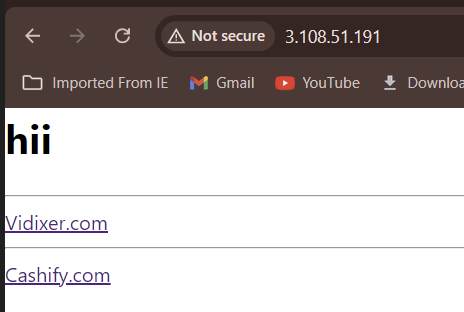 Not secure 3.108.51.191
Imported From IE Gmail YouTube Downloa
hii
Vidixer.com
Cashify.com